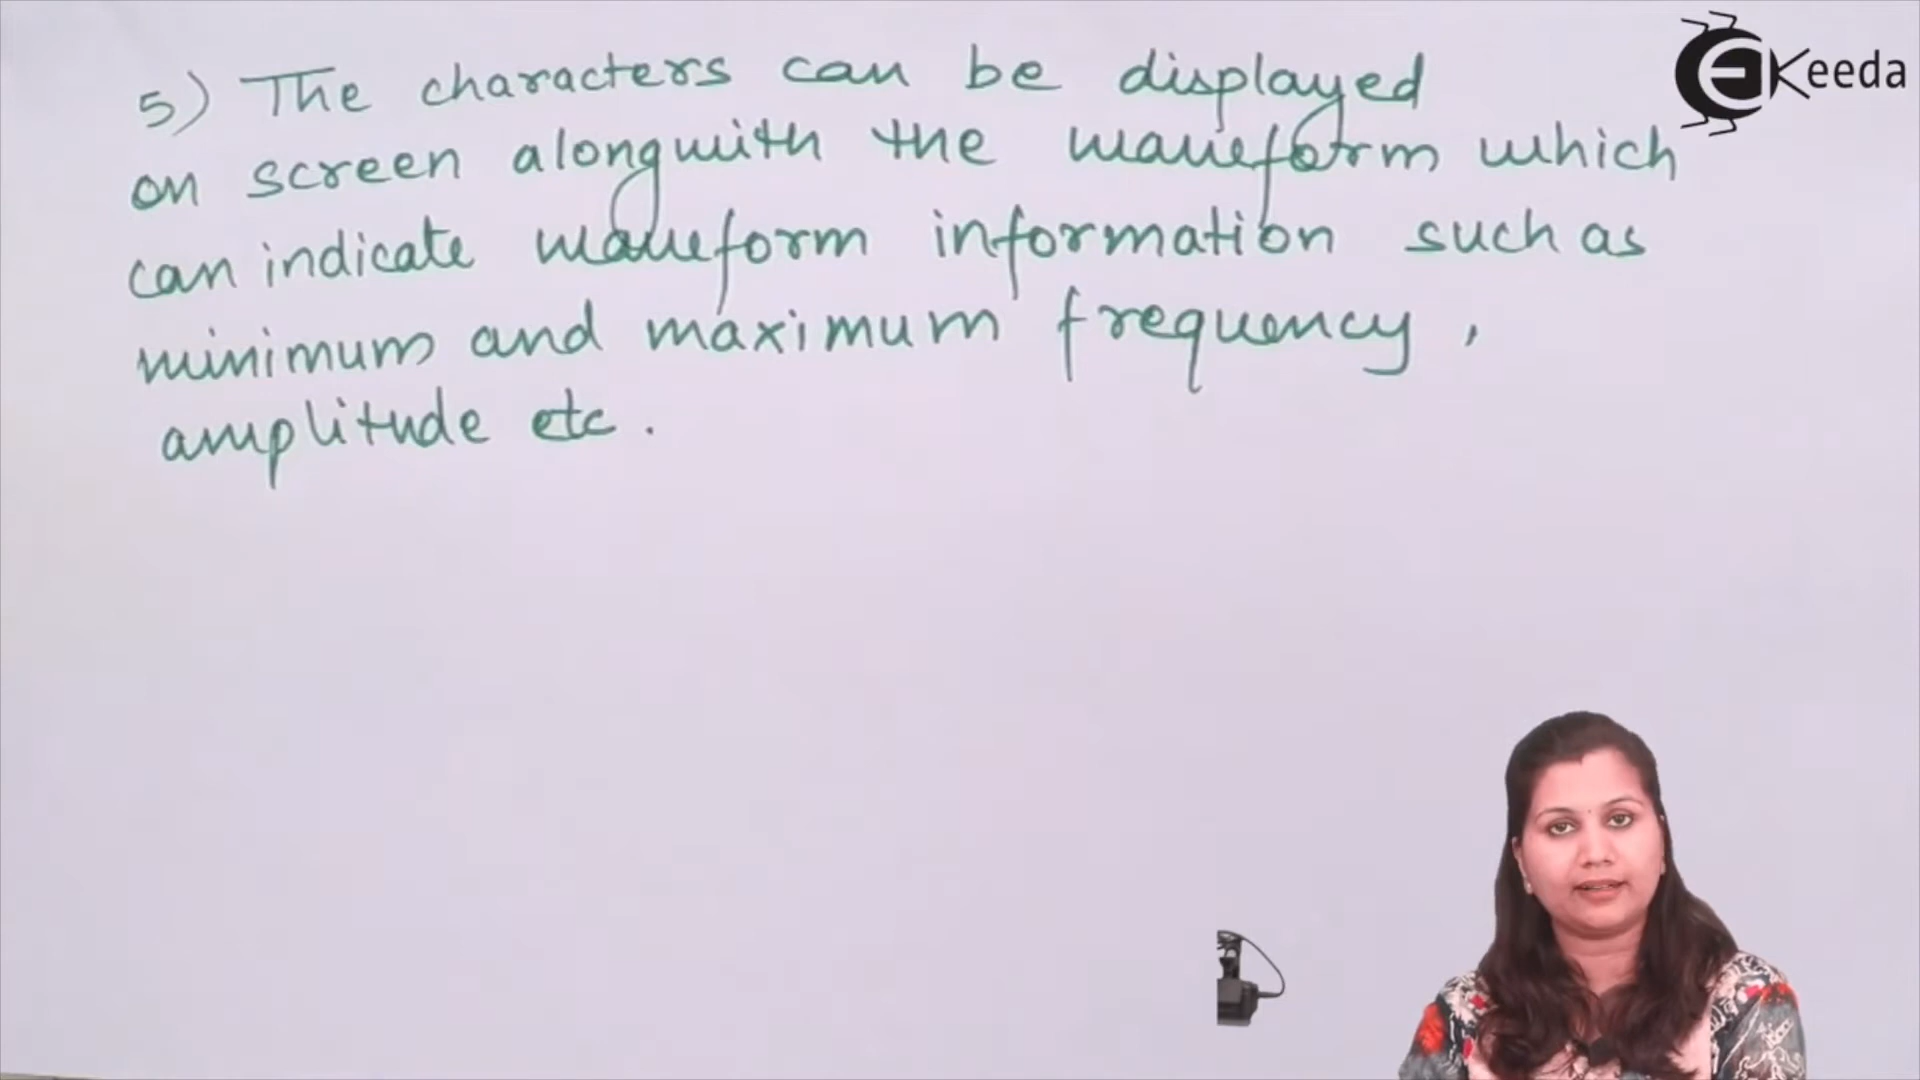 5) The characters can be displayed
on screen alongwith the waveform which
can indicate waveform information such as
minimum and maximum frequency,
amplitude etc.
EKeeda